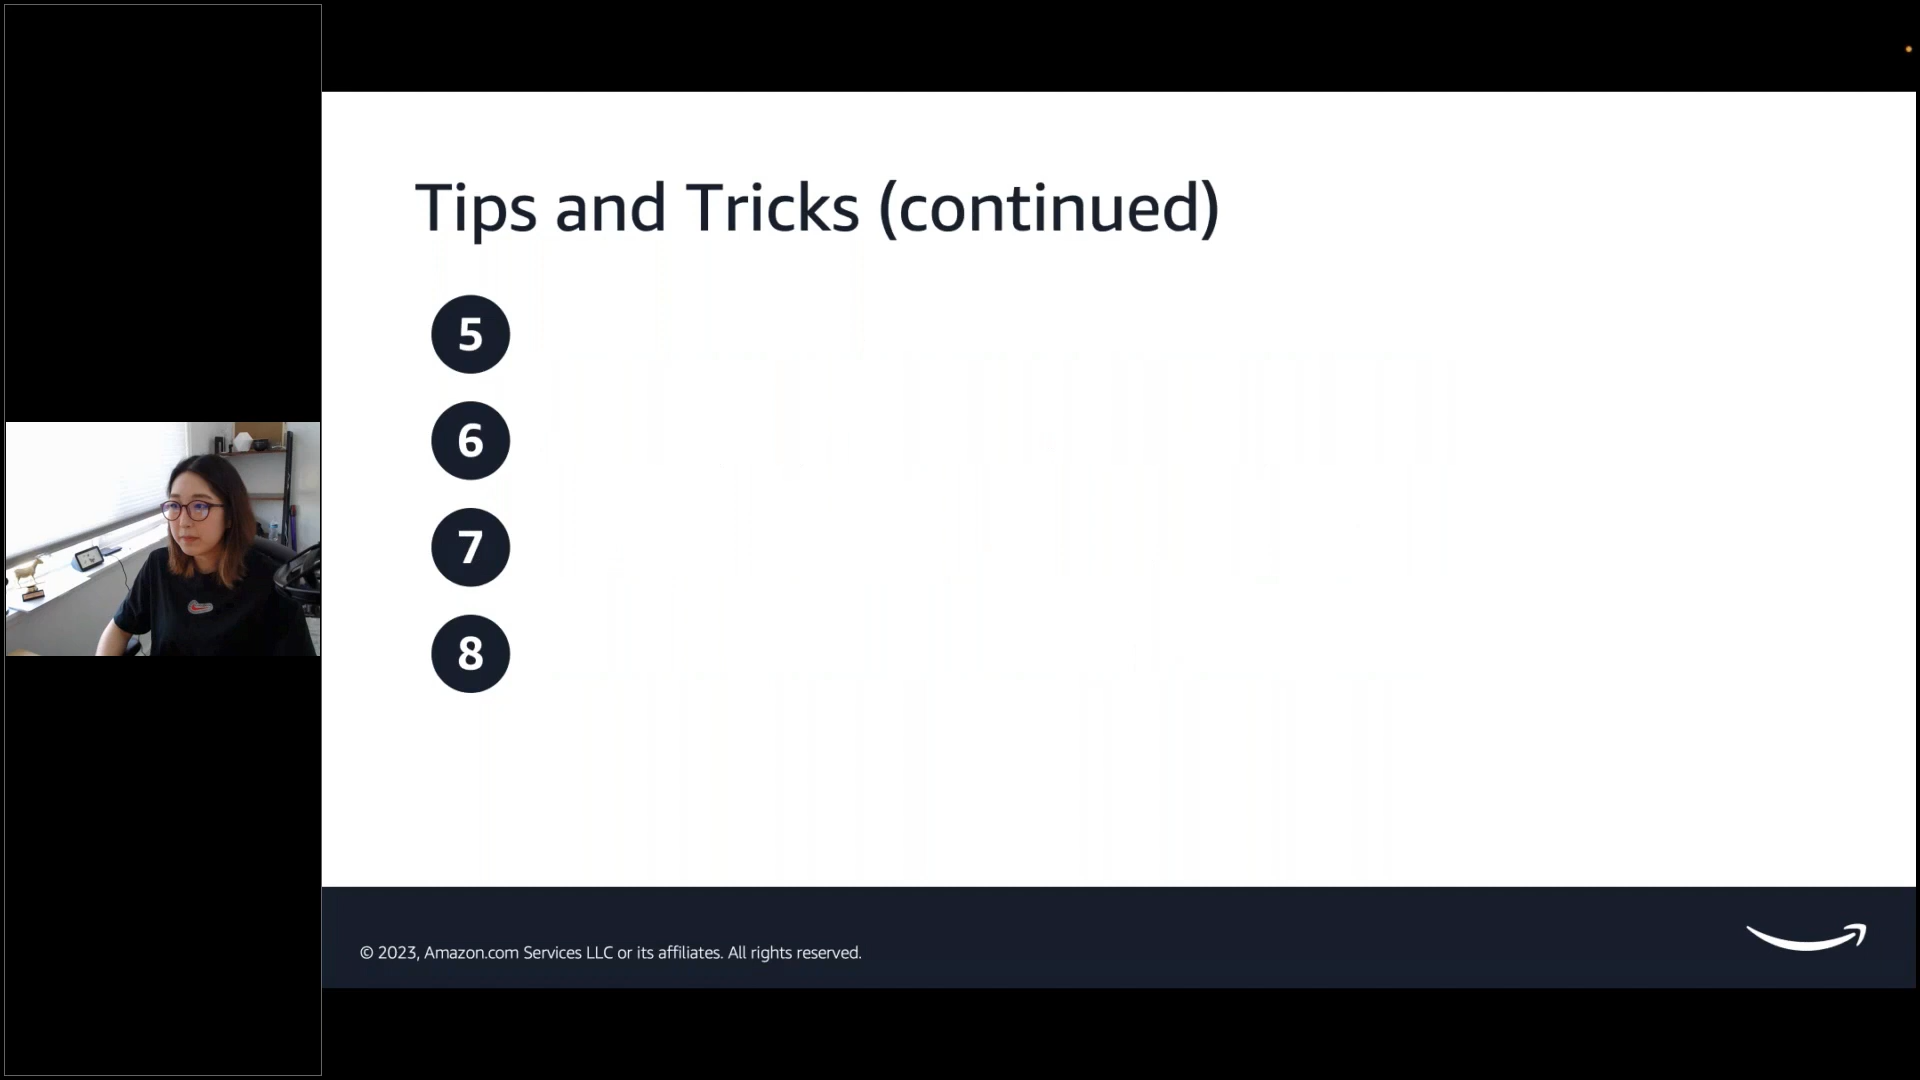 Tips and Tricks (continued)
5
6
7
8
© 2023, Amazon.com Services LLC or its affiliates. All rights reserved.